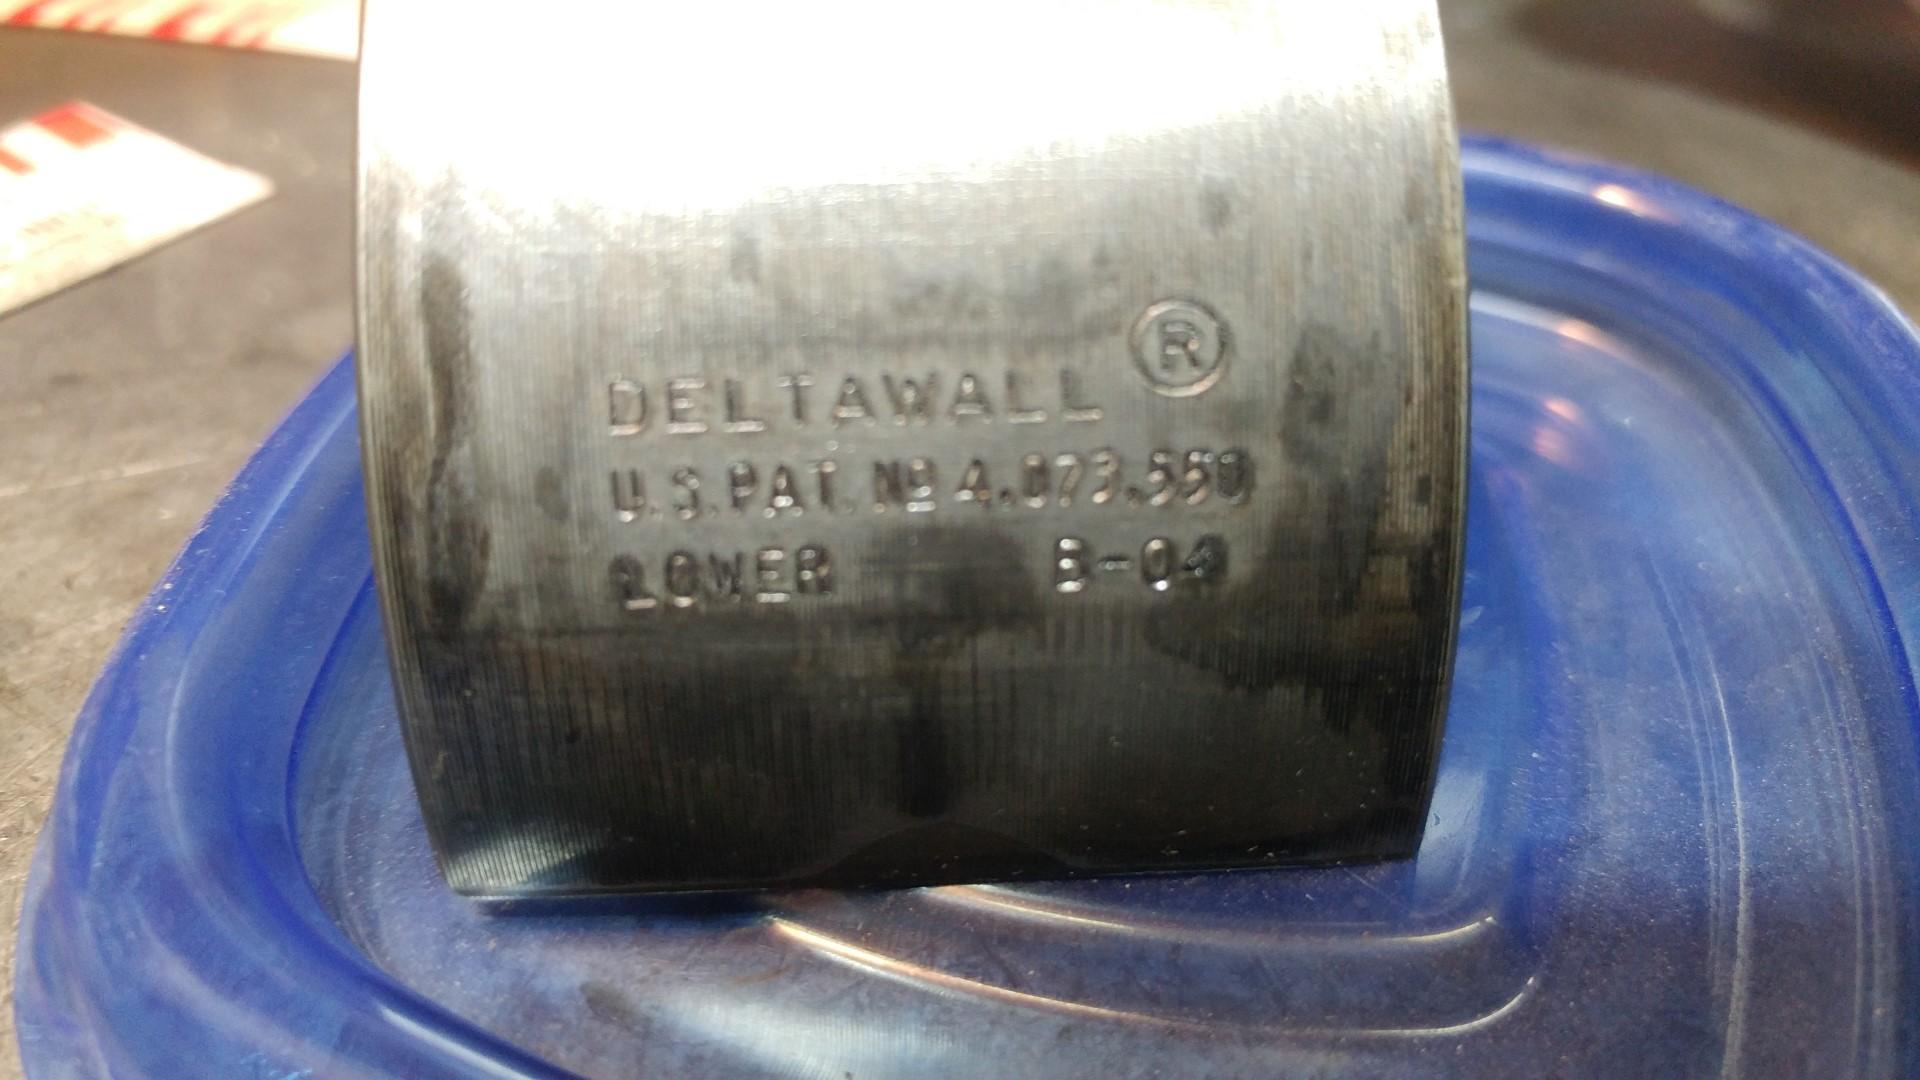 DELTAWALL ®
U.S. PAT. Nº 4,073,550
LOWER B-04